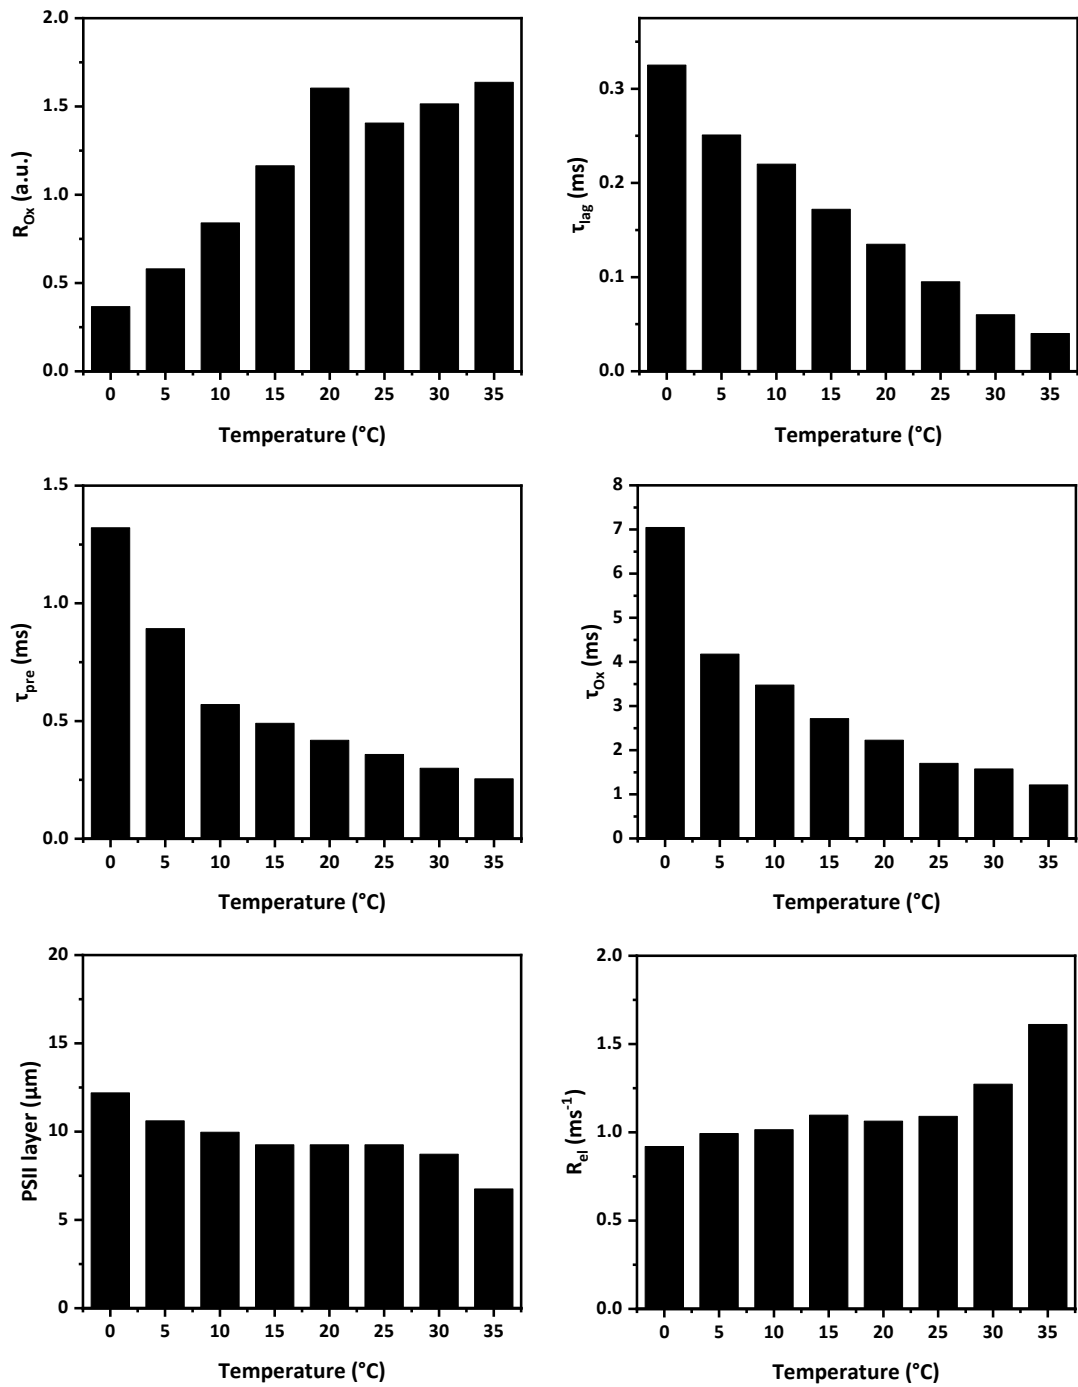 R_Ox (a.u.)
2.0
1.5
1.0
0.5
0.0
0 5 10 15 20 25 30 35
Temperature (°C)
τ_lag (ms)
0.3
0.2
0.1
0.0
0 5 10 15 20 25 30 35
Temperature (°C)
τ_pre (ms)
1.5
1.0
0.5
0.0
0 5 10 15 20 25 30 35
Temperature (°C)
τ_Ox (ms)
8
7
6
5
4
3
2
1
0
0 5 10 15 20 25 30 35
Temperature (°C)
PSII layer (μm)
20
15
10
5
0
0 5 10 15 20 25 30 35
Temperature (°C)
R_el (ms⁻¹)
2.0
1.5
1.0
0.5
0.0
0 5 10 15 20 25 30 35
Temperature (°C)